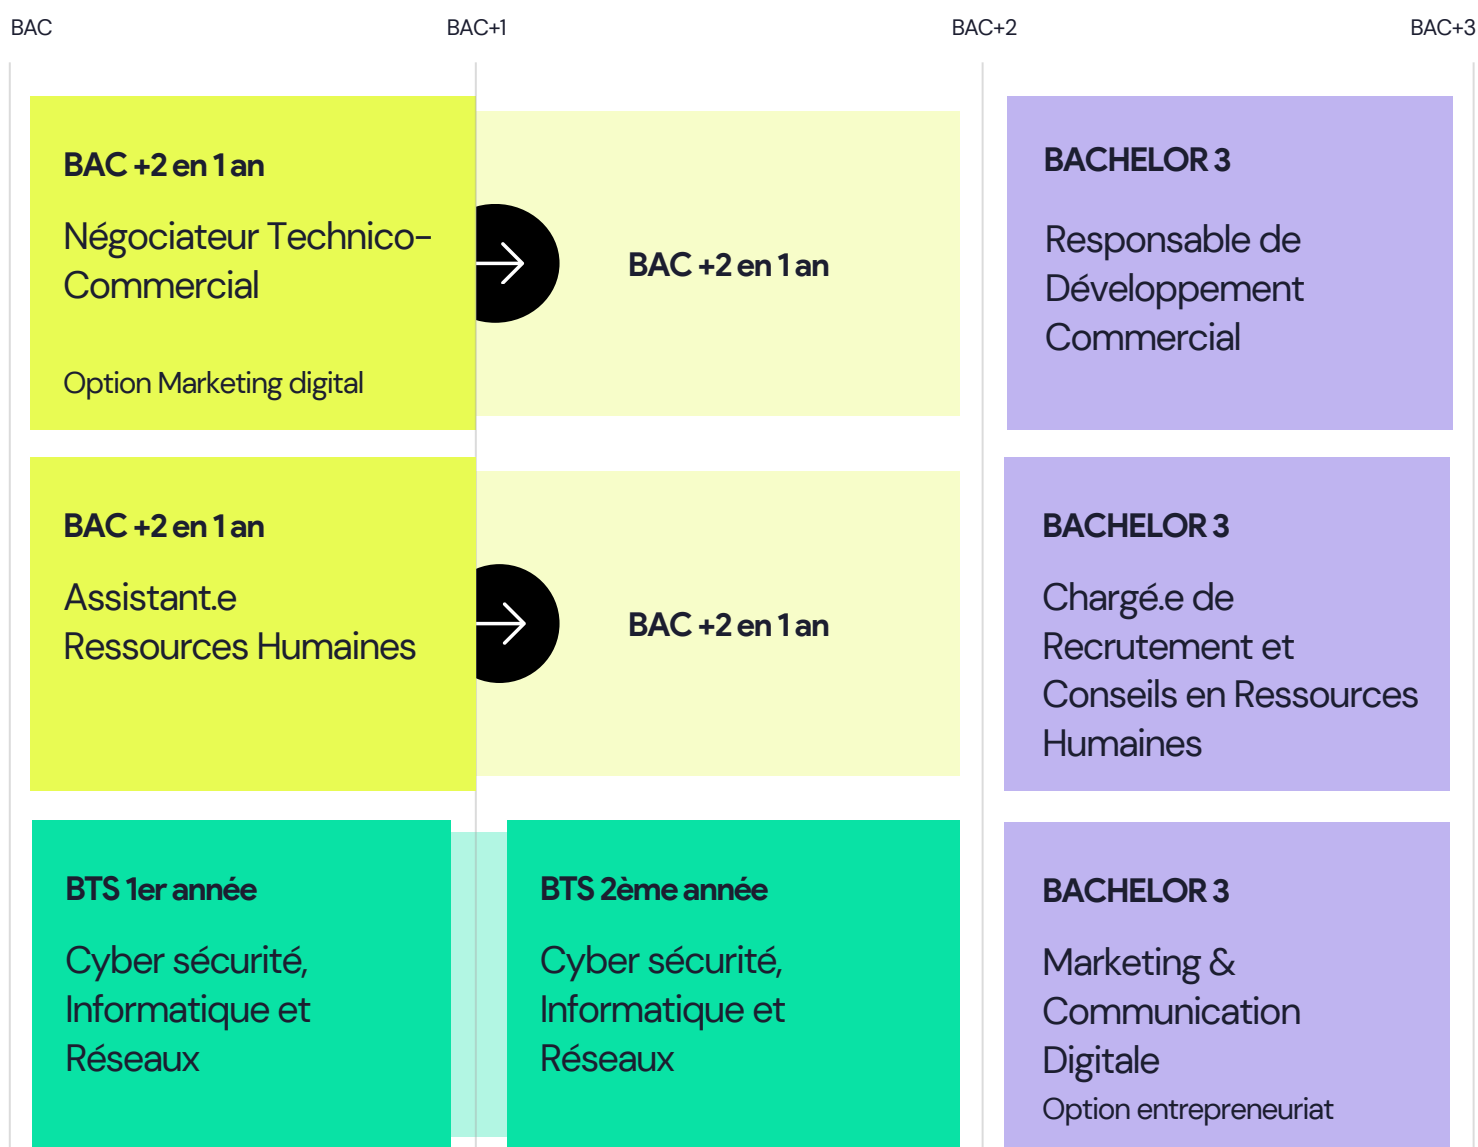 BAC
BAC+1
BAC+2
BAC+3
BAC +2 en 1 an
Négociateur Technico-
Commercial
Option Marketing digital
BAC +2 en 1 an
BACHELOR 3
Responsable de
Développement
Commercial
BAC +2 en 1 an
Assistant.e
Ressources Humaines
BAC +2 en 1 an
BACHELOR 3
Chargé.e de
Recrutement et
Conseils en Ressources
Humaines
BTS 1er année
Cyber sécurité,
Informatique et
Réseaux
BTS 2ème année
Cyber sécurité,
Informatique et
Réseaux
BACHELOR 3
Marketing &
Communication
Digitale
Option entrepreneuriat